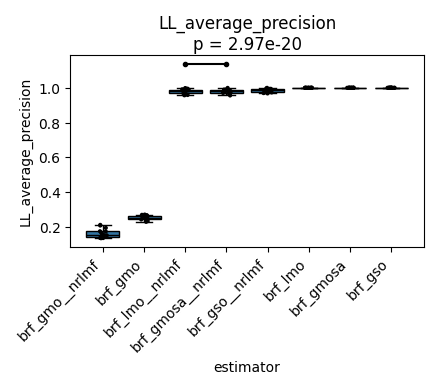 LL_average_precision
p = 2.97e-20
LL_average_precision
1.0
0.8
0.6
0.4
0.2
brf_gmo__nrlmf
brf_gmo
brf_lmo__nrlmf
brf_gmosa__nrlmf
brf_gso__nrlmf
brf_lmo
brf_gmosa
brf_gso
estimator